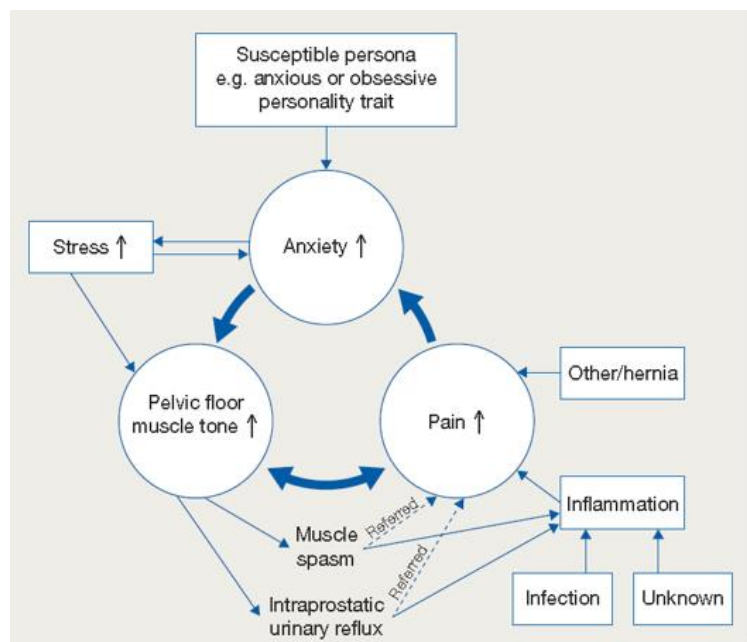 Susceptible persona
e.g. anxious or obsessive
personality trait
Anxiety ↑
Stress ↑
Pelvic floor
muscle tone ↑
Pain ↑
Other/hernia
Inflammation
Referred
Muscle
spasm
Referred
Intraprostatic
urinary reflux
Infection
Unknown